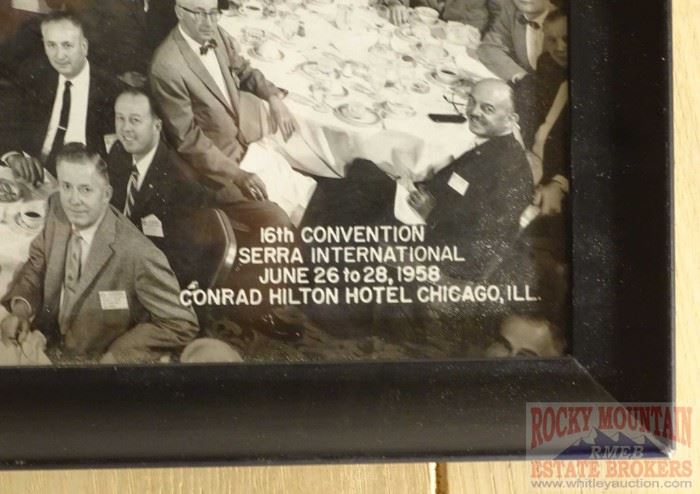 16th CONVENTION
SERRA INTERNATIONAL
JUNE 26 to 28, 1958
CONRAD HILTON HOTEL CHICAGO, ILL.
ROCKY MOUNTAIN
RMEB
ESTATE BROKERS
www.whitleyauction.com